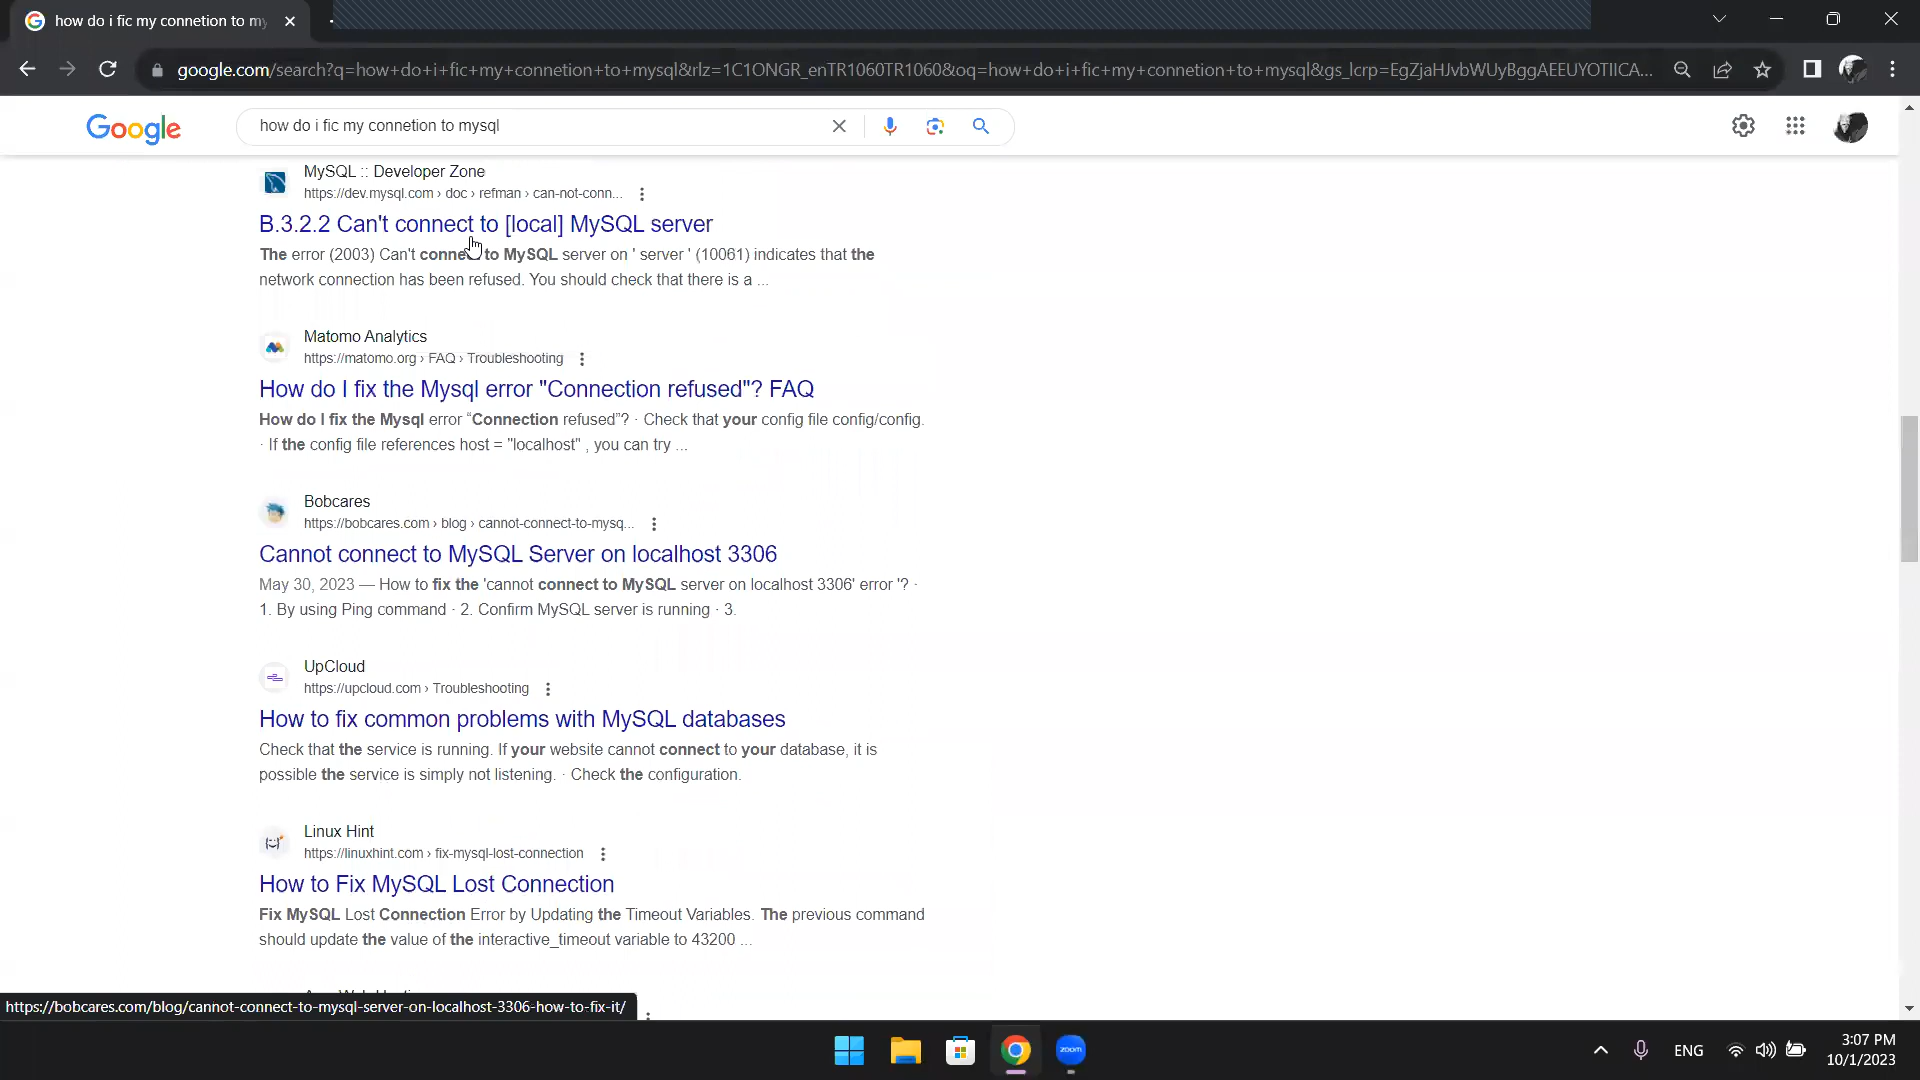 how do i fic my connetion to my
google.com/search?q=how+do+i+fic+my+connetion+to+mysql&rlz=1C1ONGR_enTR1060TR1060&oq=how+do+i+fic+my+connetion+to+mysql&gs_lcrp=EgZjaHJvbWUyBggAEEUYOTIICA...
Google
how do i fic my connetion to mysql
MySQL :: Developer Zone
https://dev.mysql.com › doc › refman › can-not-conn...
B.3.2.2 Can't connect to [local] MySQL server
The error (2003) Can't connect to MySQL server on ' server ' (10061) indicates that the
network connection has been refused. You should check that there is a ...
Matomo Analytics
https://matomo.org › FAQ › Troubleshooting
How do I fix the Mysql error "Connection refused"? FAQ
How do I fix the Mysql error “Connection refused”? · Check that your config file config/config.
· If the config file references host = "localhost" , you can try ...
Bobcares
https://bobcares.com › blog › cannot-connect-to-mysq...
Cannot connect to MySQL Server on localhost 3306
May 30, 2023 — How to fix the 'cannot connect to MySQL server on localhost 3306' error '? ·
1. By using Ping command · 2. Confirm MySQL server is running · 3.
UpCloud
https://upcloud.com › Troubleshooting
How to fix common problems with MySQL databases
Check that the service is running. If your website cannot connect to your database, it is
possible the service is simply not listening. · Check the configuration.
Linux Hint
https://linuxhint.com › fix-mysql-lost-connection
How to Fix MySQL Lost Connection
Fix MySQL Lost Connection Error by Updating the Timeout Variables. The previous command
should update the value of the interactive_timeout variable to 43200 ...
https://bobcares.com/blog/cannot-connect-to-mysql-server-on-localhost-3306-how-to-fix-it/
zoom
ENG
3:07 PM
10/1/2023